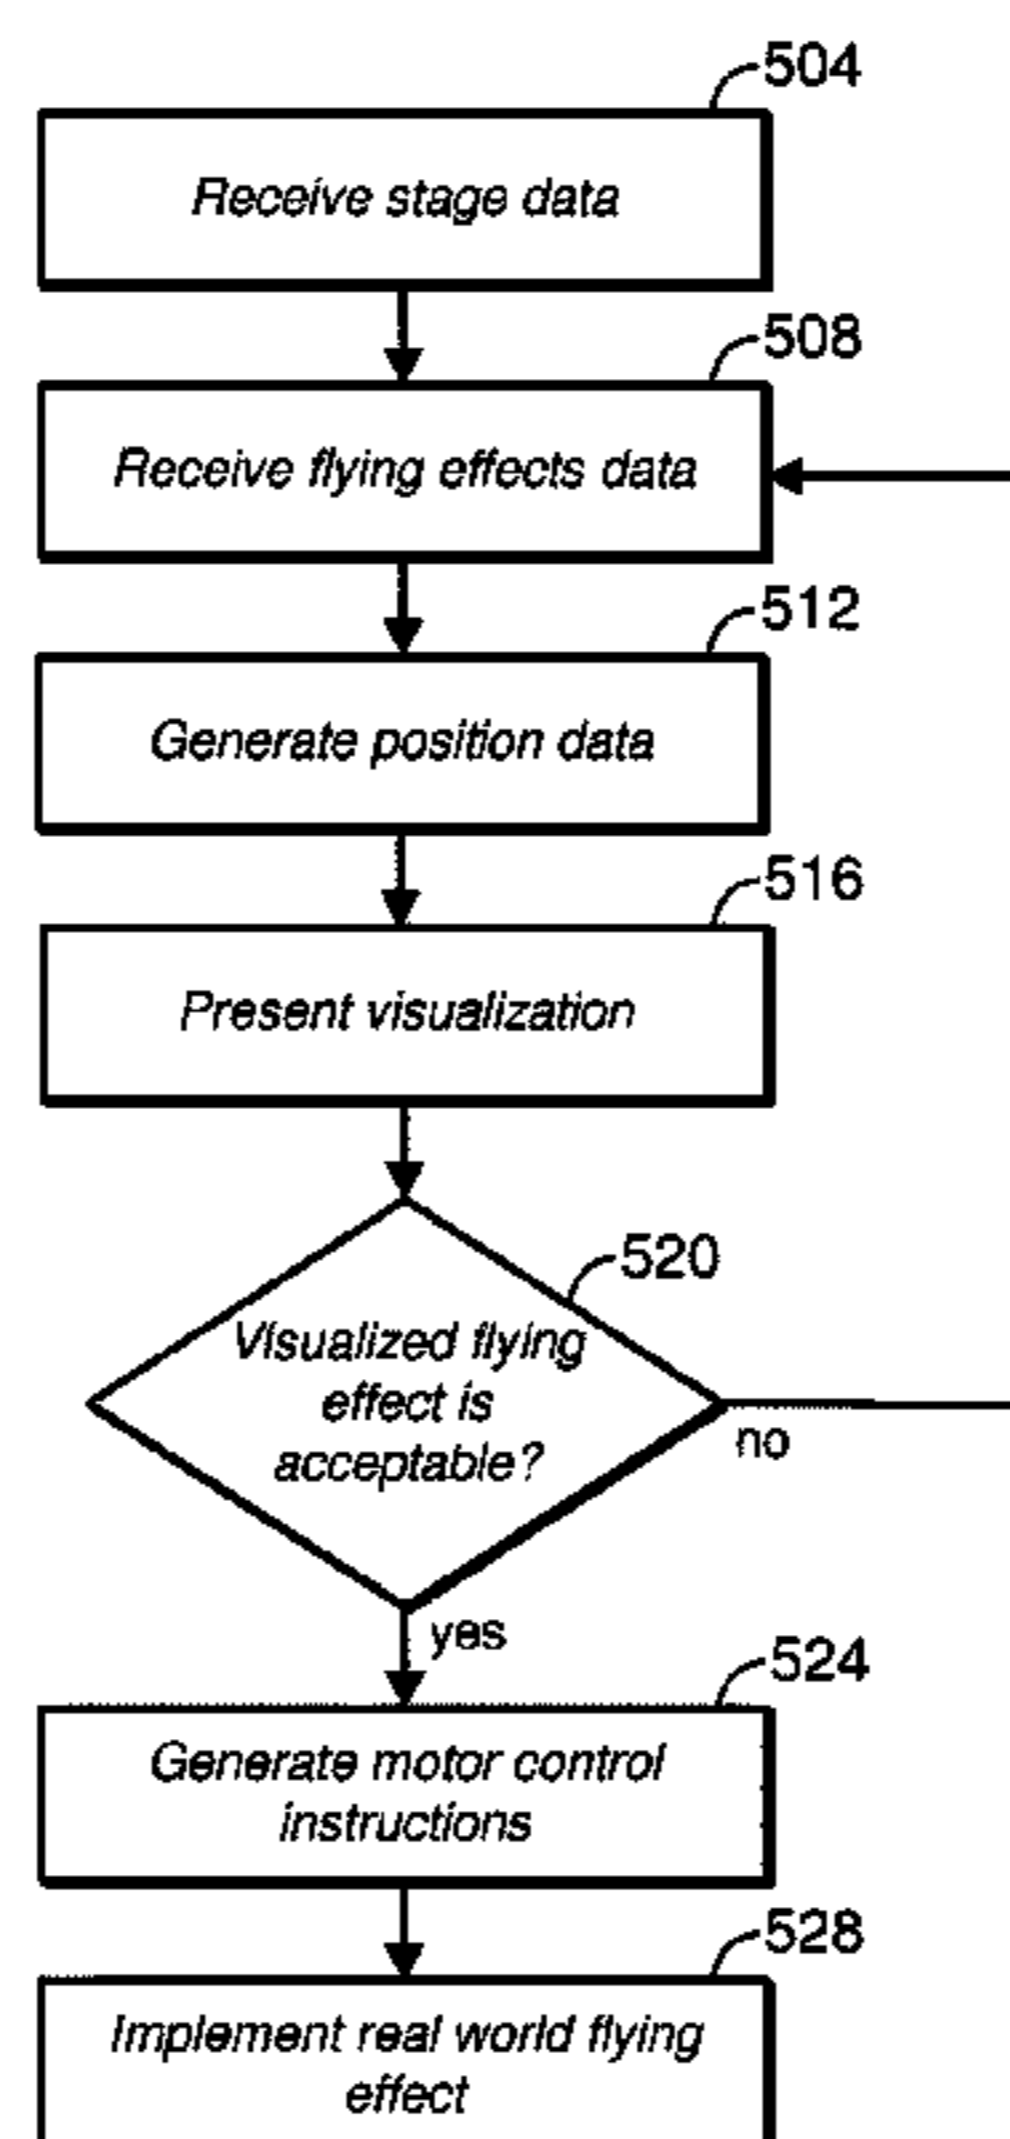 504
Receive stage data
508
Receive flying effects data
512
Generate position data
516
Present visualization
520
Visualized flying
effect is
acceptable?
no
yes
524
Generate motor control
instructions
528
Implement real world flying
effect